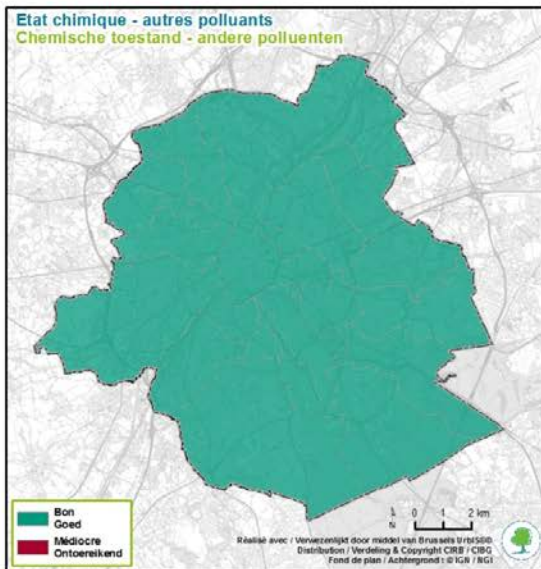 Etat chimique - autres polluants
Chemische toestand - andere polluenten
Bon
Goed
Médiocre
Ontoereikend
N
0 1 2 km
Réalisé avec / Verwezenlijkt door middel van Brussels UrbIS®©
Distribution / Verdeling & Copyright CIRB / CIBG
Fond de plan / Achtergrond : © IGN / NGI